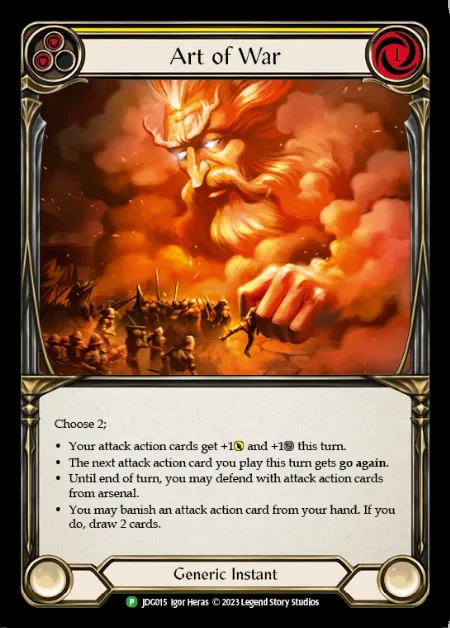 Art of War
1
Choose 2;
• Your attack action cards get +1 and +1 this turn.
• The next attack action card you play this turn gets go again.
• Until end of turn, you may defend with attack action cards
from arsenal.
• You may banish an attack action card from your hand. If you
do, draw 2 cards.
Generic Instant
P JDG015 Igor Heras © 2023 Legend Story Studios